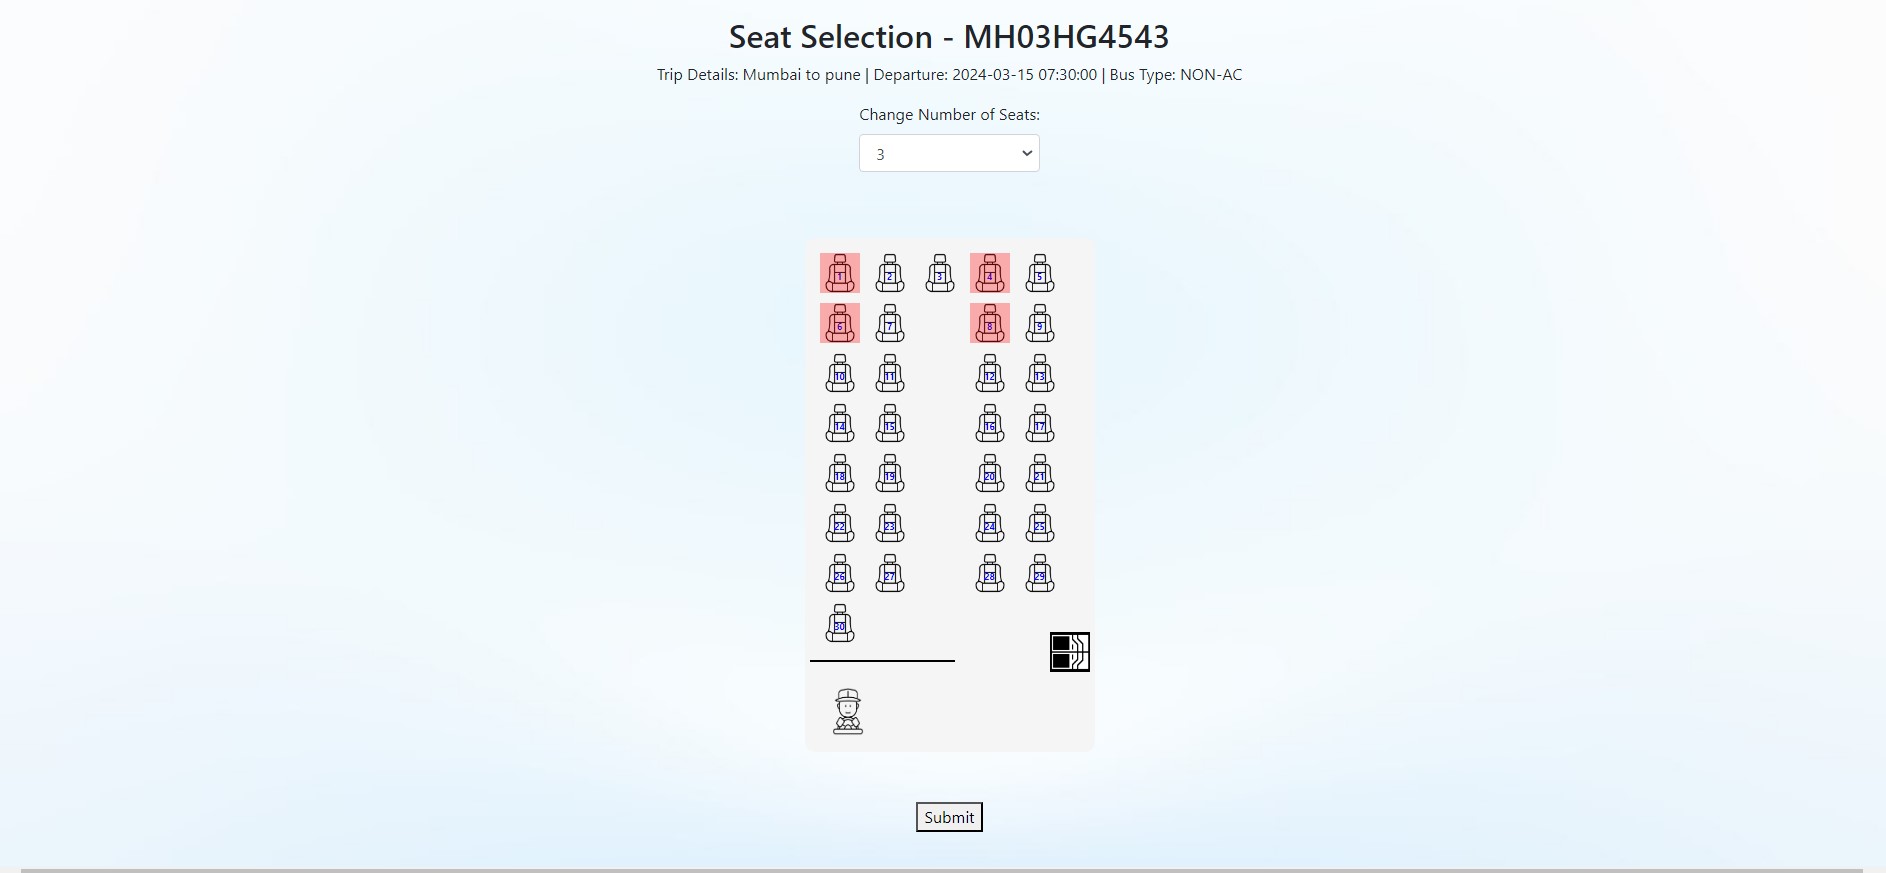 Seat Selection - MH03HG4543
Trip Details: Mumbai to pune | Departure: 2024-03-15 07:30:00 | Bus Type: NON-AC
Change Number of Seats:
3
1 2 3 4 5
6 7 8 9
10 11 12 13
14 15 16 17
18 19 20 21
22 23 24 25
26 27 28 29
30
Submit